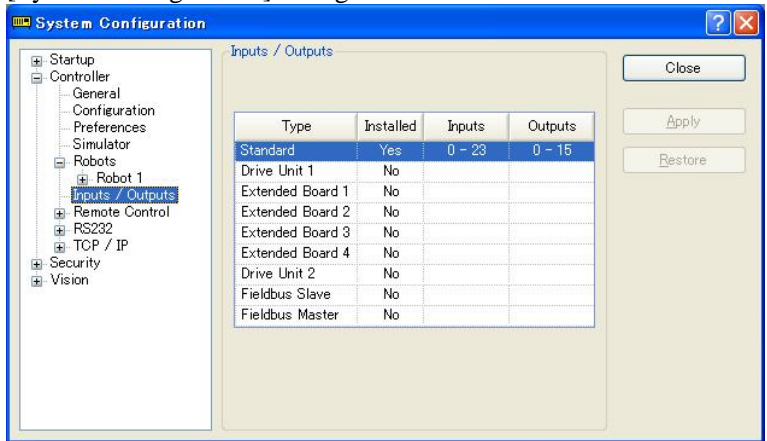 System Configuration
Startup
Controller
General
Configuration
Preferences
Simulator
Robots
Robot 1
Inputs / Outputs
Remote Control
RS232
TCP / IP
Security
Vision
Inputs / Outputs
Type Installed Inputs Outputs
Standard Yes 0 - 23 0 - 15
Drive Unit 1 No
Extended Board 1 No
Extended Board 2 No
Extended Board 3 No
Extended Board 4 No
Drive Unit 2 No
Fieldbus Slave No
Fieldbus Master No
Close
Apply
Restore